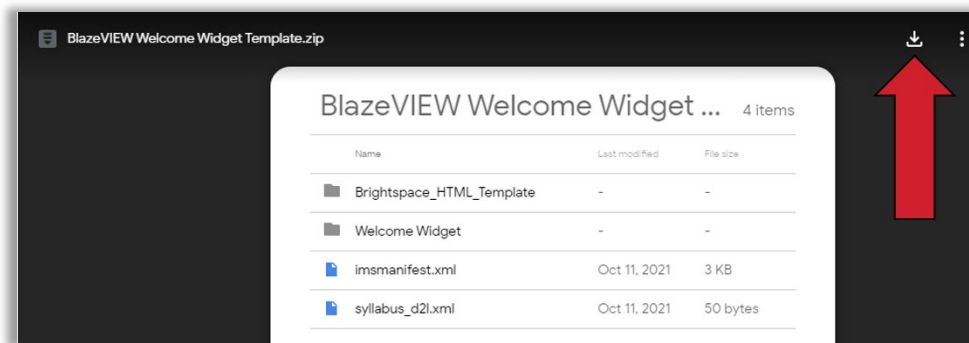 BlazeVIEW Welcome Widget Template.zip
BlazeVIEW Welcome Widget ... 4 items
Name Last modified File size
Brightspace_HTML_Template - -
Welcome Widget - -
imsmanifest.xml Oct 11, 2021 3 KB
syllabus_d2l.xml Oct 11, 2021 50 bytes